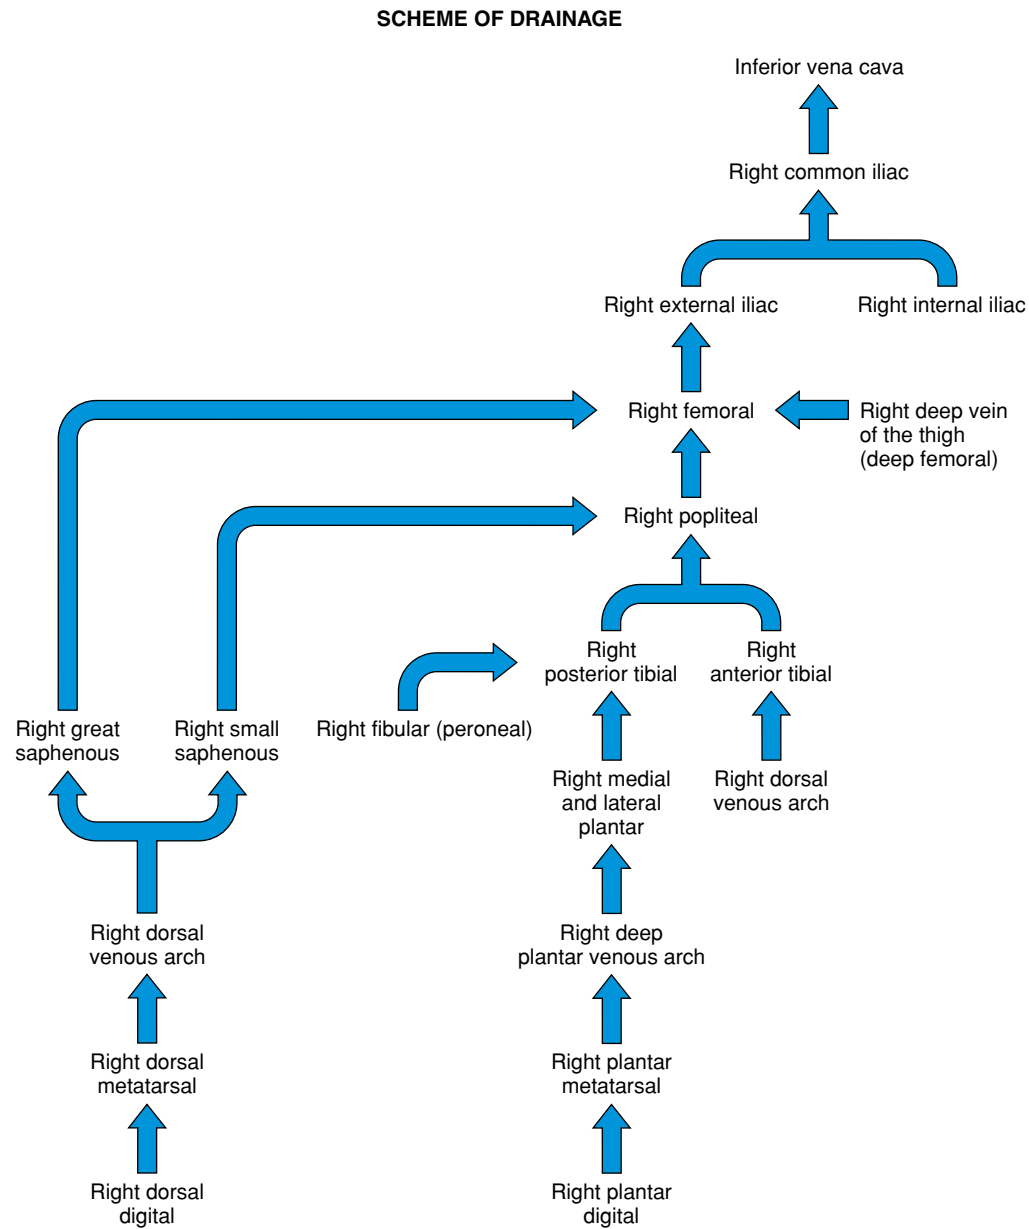 SCHEME OF DRAINAGE
Inferior vena cava
Right common iliac
Right external iliac
Right internal iliac
Right femoral
Right deep vein
of the thigh
(deep femoral)
Right popliteal
Right
posterior tibial
Right
anterior tibial
Right great
saphenous
Right small
saphenous
Right fibular (peroneal)
Right medial
and lateral
plantar
Right dorsal
venous arch
Right dorsal
venous arch
Right deep
plantar venous arch
Right dorsal
metatarsal
Right plantar
metatarsal
Right dorsal
digital
Right plantar
digital